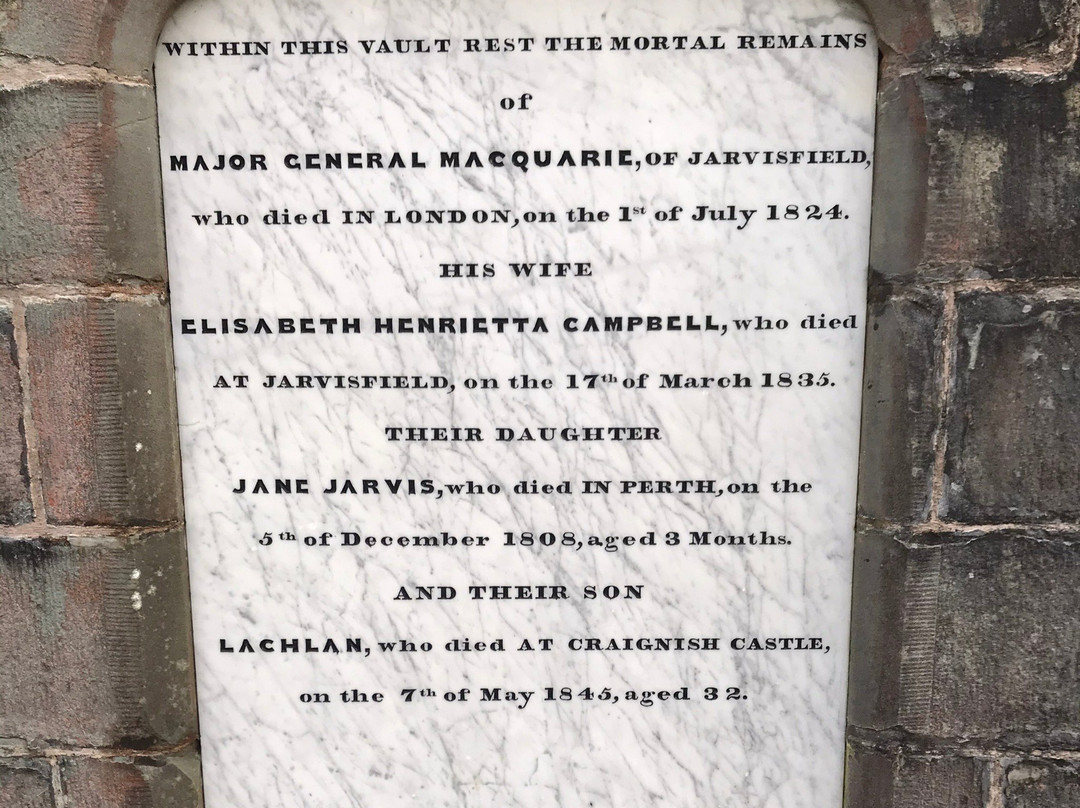 WITHIN THIS VAULT REST THE MORTAL REMAINS
of
MAJOR GENERAL MACQUARIE, OF JARVISFIELD,
who died IN LONDON, on the 1st of July 1824.
HIS WIFE
ELISABETH HENRIETTA CAMPBELL, who died
AT JARVISFIELD, on the 17th of March 1835.
THEIR DAUGHTER
JANE JARVIS, who died IN PERTH, on the
5th of December 1808, aged 3 Months.
AND THEIR SON
LACHLAN, who died AT CRAIGNISH CASTLE,
on the 7th of May 1845, aged 32.